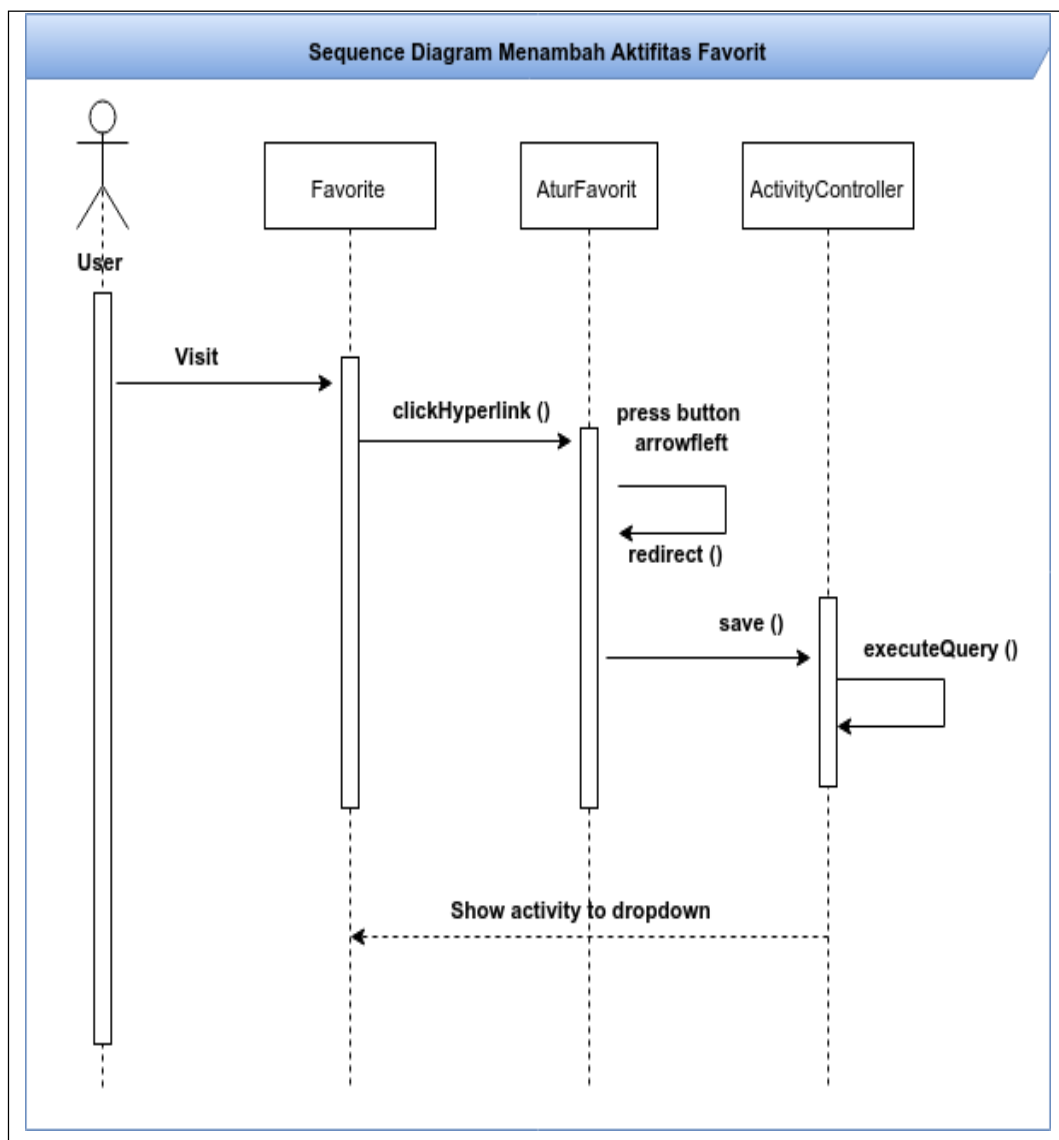 Sequence Diagram Menambah Aktifitas Favorit
Favorite
AturFavorit
ActivityController
User
Visit
clickHyperlink ()
press button
arrowfleft
redirect ()
save ()
executeQuery ()
Show activity to dropdown